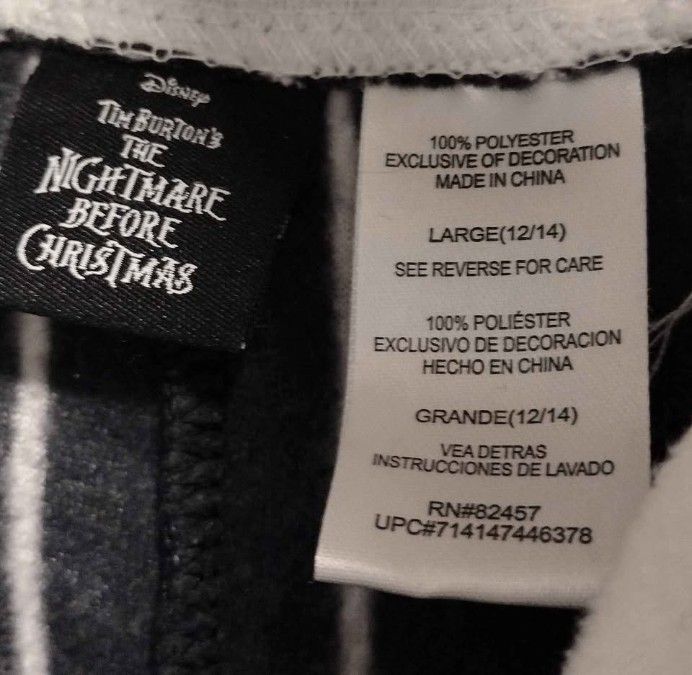 Disney
TIM BURTON'S
THE
NIGHTMARE
BEFORE
CHRISTMAS
100% POLYESTER
EXCLUSIVE OF DECORATION
MADE IN CHINA
LARGE(12/14)
SEE REVERSE FOR CARE
100% POLIÉSTER
EXCLUSIVO DE DECORACION
HECHO EN CHINA
GRANDE(12/14)
VEA DETRAS
INSTRUCCIONES DE LAVADO
RN#82457
UPC#714147446378